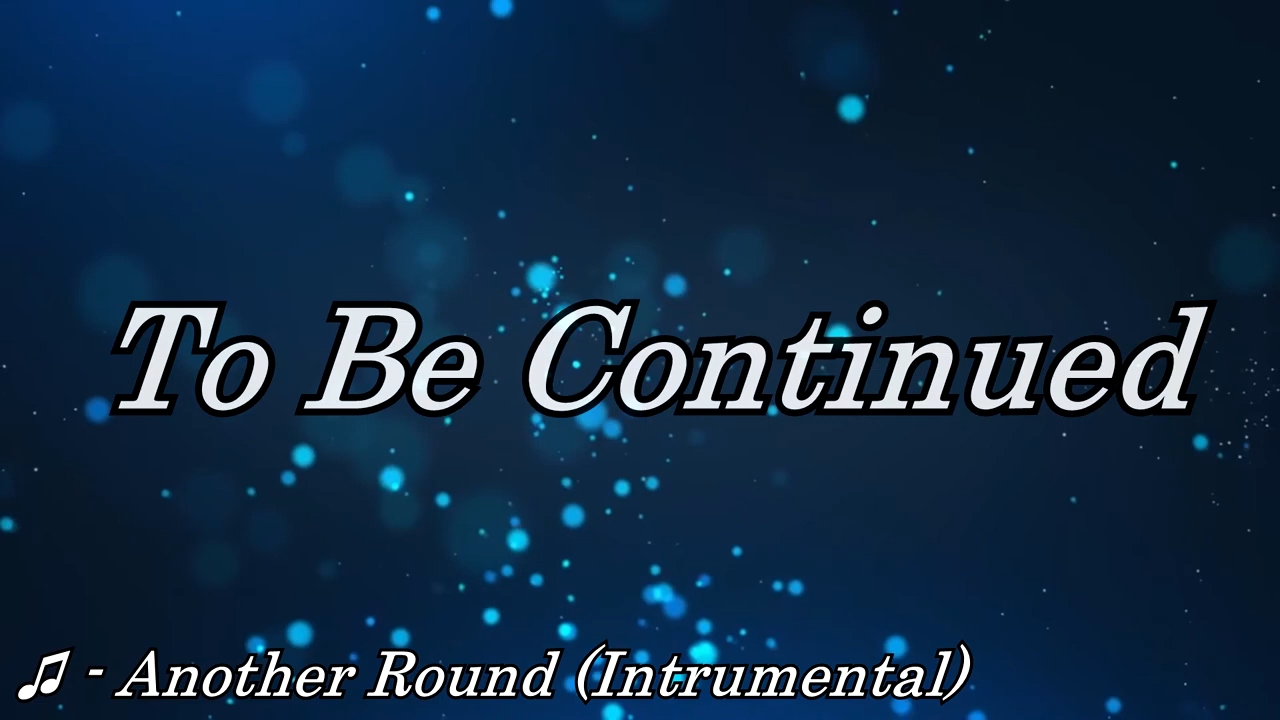 To Be Continued
♫ - Another Round (Intrumental)